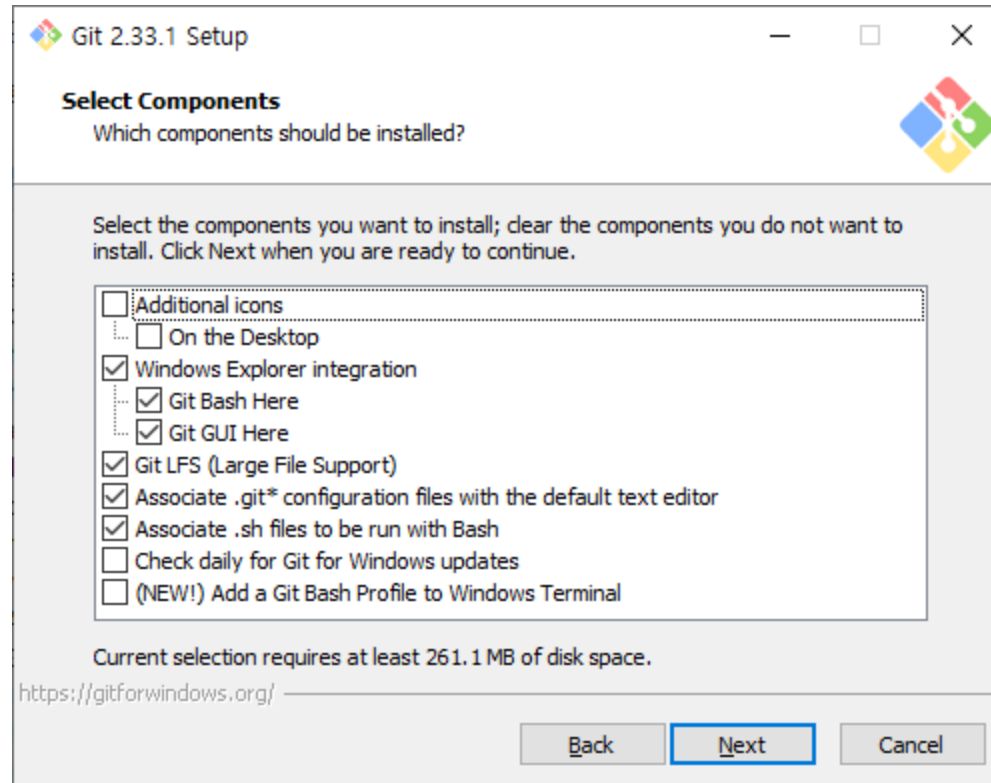 Git 2.33.1 Setup
Select Components
Which components should be installed?
Select the components you want to install; clear the components you do not want to
install. Click Next when you are ready to continue.
Additional icons
On the Desktop
Windows Explorer integration
Git Bash Here
Git GUI Here
Git LFS (Large File Support)
Associate .git* configuration files with the default text editor
Associate .sh files to be run with Bash
Check daily for Git for Windows updates
(NEW!) Add a Git Bash Profile to Windows Terminal
Current selection requires at least 261.1 MB of disk space.
https://gitforwindows.org/
Back Next Cancel